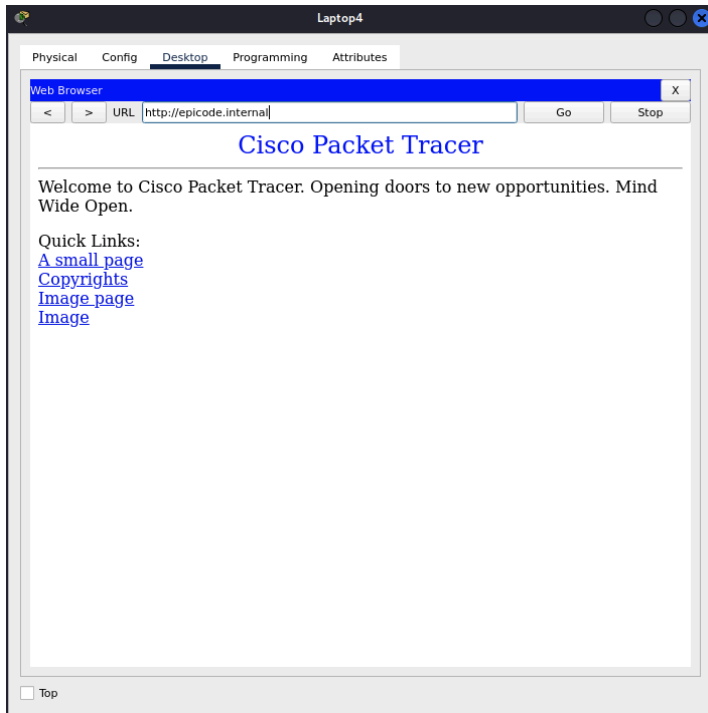 Laptop4
Physical Config Desktop Programming Attributes
Web Browser X
< > URL http://epicode.internal Go Stop
Cisco Packet Tracer
Welcome to Cisco Packet Tracer. Opening doors to new opportunities. Mind
Wide Open.
Quick Links:
A small page
Copyrights
Image page
Image
Top